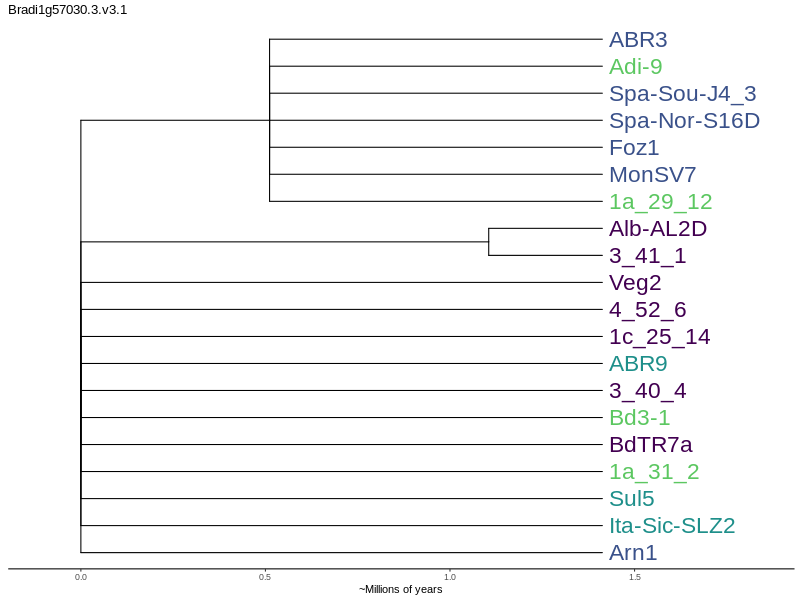 Bradi1g57030.3.v3.1
ABR3
Adi-9
Spa-Sou-J4_3
Spa-Nor-S16D
Foz1
MonSV7
1a_29_12
Alb-AL2D
3_41_1
Veg2
4_52_6
1c_25_14
ABR9
3_40_4
Bd3-1
BdTR7a
1a_31_2
Sul5
Ita-Sic-SLZ2
Arn1
0.0 0.5 1.0 1.5
~Millions of years